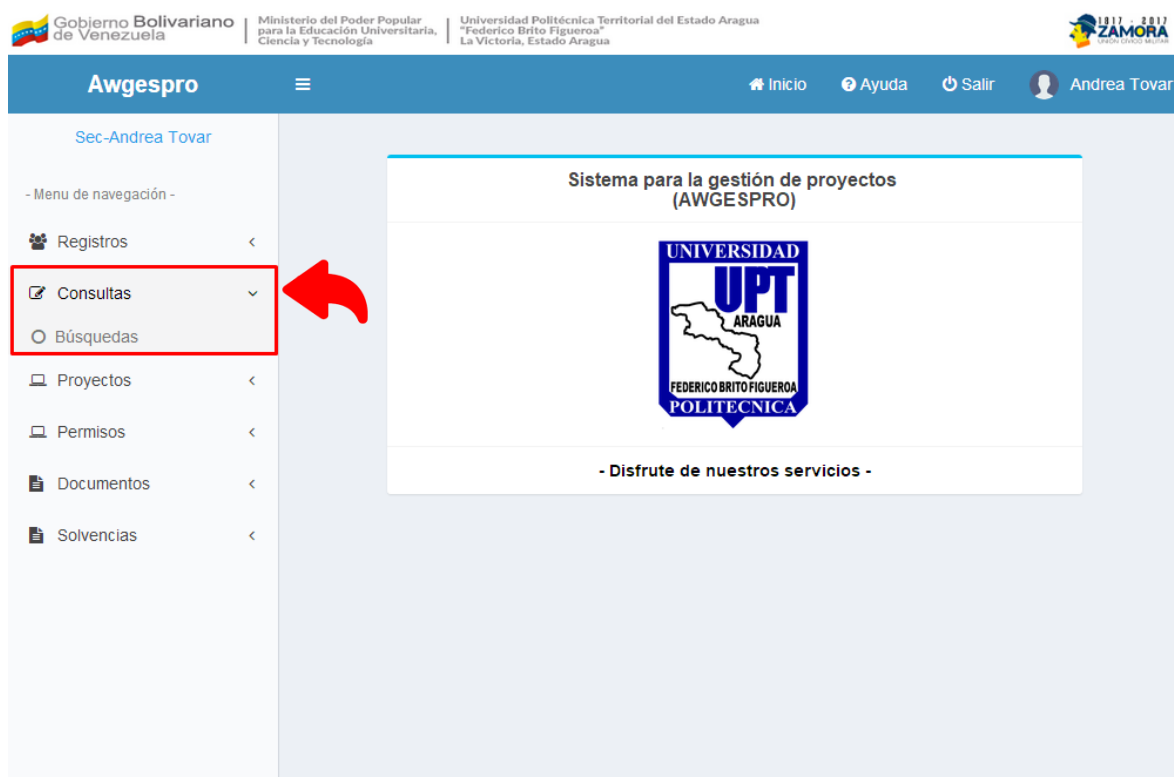 Gobierno Bolivariano
de Venezuela
Ministerio del Poder Popular
para la Educación Universitaria,
Ciencia y Tecnología
Universidad Politécnica Territorial del Estado Aragua
"Federico Brito Figueroa"
La Victoria, Estado Aragua
1817 - 2017
ZAMORA
UNIÓN CÍVICO MILITAR
Awgespro
Inicio
Ayuda
Salir
Andrea Tovar
Sec-Andrea Tovar
- Menu de navegación -
Registros
Consultas
Búsquedas
Proyectos
Permisos
Documentos
Solvencias
Sistema para la gestión de proyectos
(AWGESPRO)
UNIVERSIDAD
UPT
ARAGUA
FEDERICO BRITO FIGUEROA
POLITECNICA
- Disfrute de nuestros servicios -